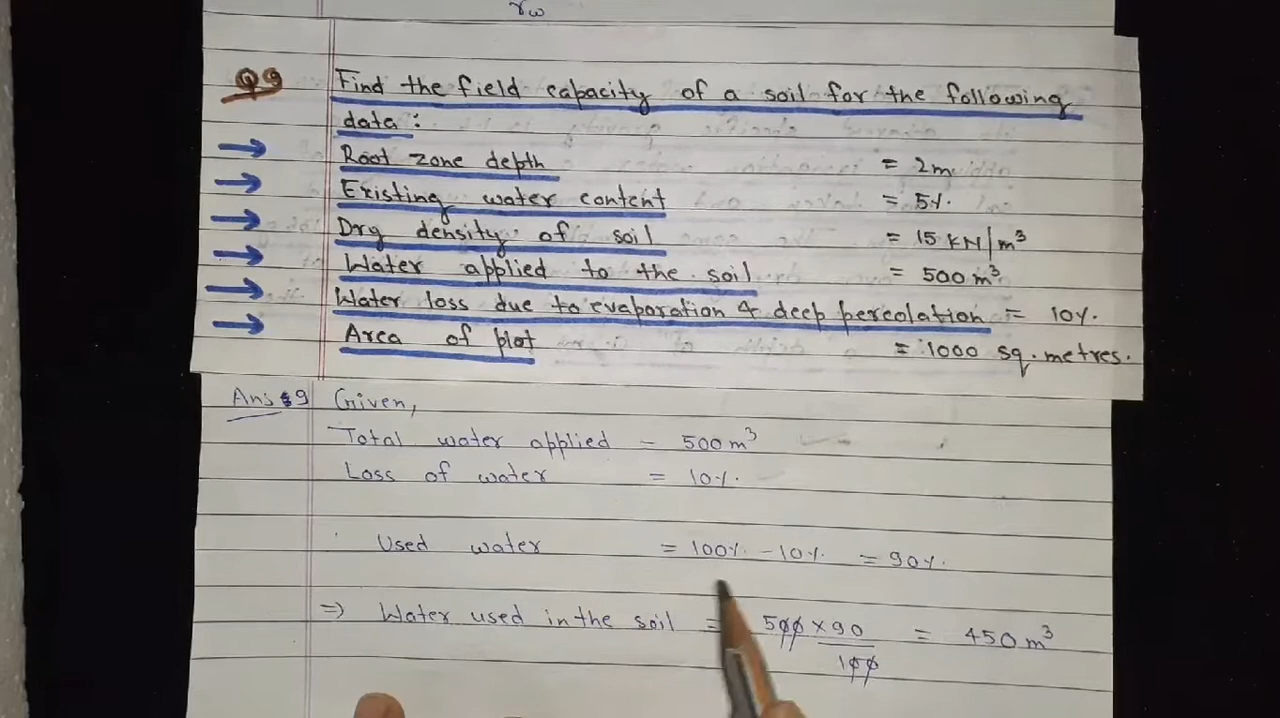 γw
Q9 Find the field capacity of a soil for the following
data:
→ Root zone depth = 2m
→ Existing water content = 5%.
→ Dry density of soil = 15 KN/m³
→ Water applied to the soil = 500 m³
→ Water loss due to evaporation & deep percolation = 10%.
→ Area of plot = 1000 sq.metres.
Ans 9 Given,
Total water applied = 500m³
Loss of water = 10%.
Used water = 100% - 10% = 90%.
⇒ Water used in the soil = 500 × 90 = 450 m³
100